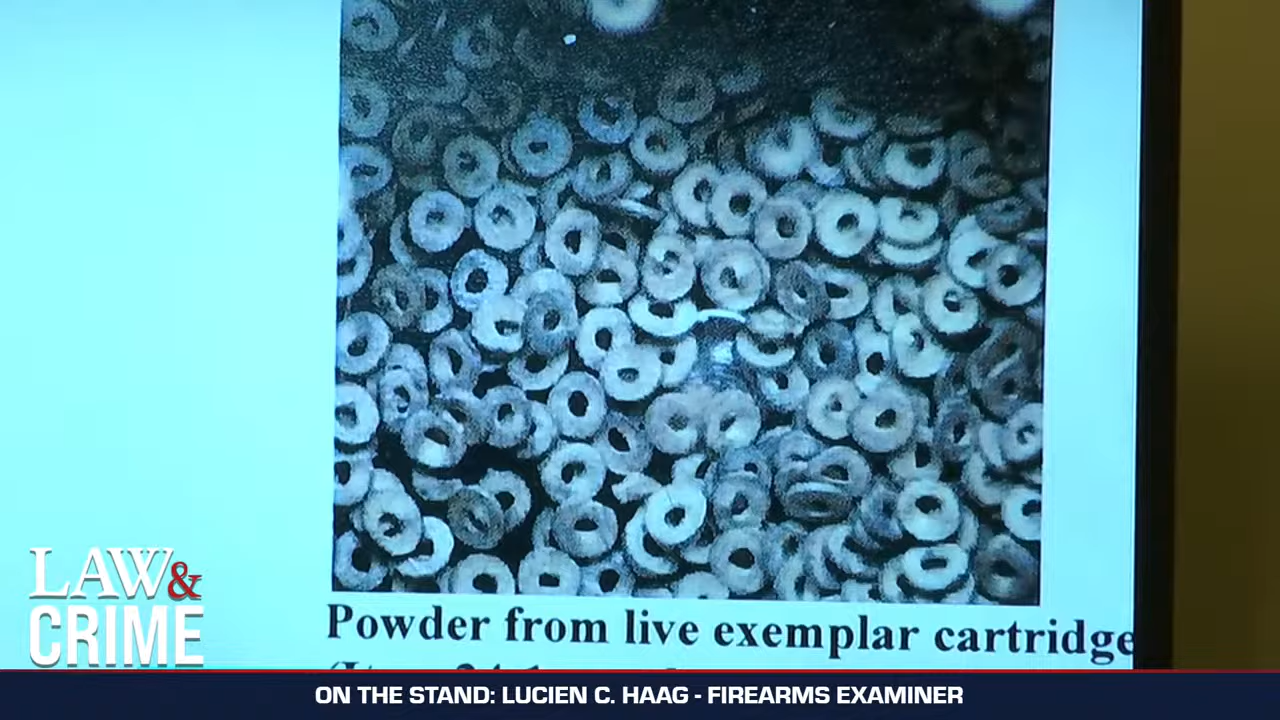 Powder from live exemplar cartridge
LAW&
CRIME
ON THE STAND: LUCIEN C. HAAG - FIREARMS EXAMINER